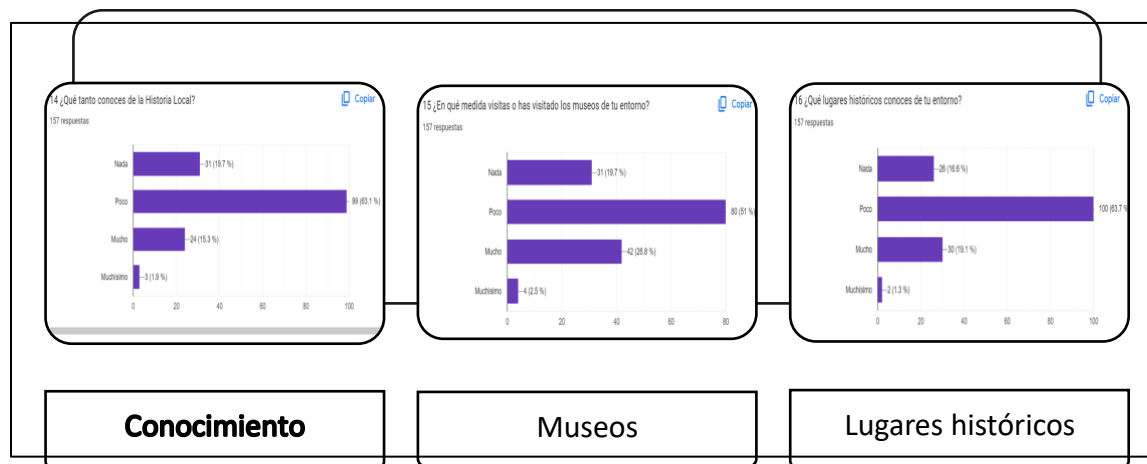 14 ¿Qué tanto conoces de la Historia Local?
Copiar
157 respuestas
Nada
31 (19.7 %)
Poco
99 (63.1 %)
Mucho
24 (15.3 %)
Muchísimo
3 (1.9 %)
0 20 40 60 80 100
15 ¿En qué medida visitas o has visitado los museos de tu entorno?
Copiar
157 respuestas
Nada
31 (19.7 %)
Poco
80 (51 %)
Mucho
42 (26.8 %)
Muchísimo
4 (2.5 %)
0 20 40 60 80
16 ¿Qué lugares históricos conoces de tu entorno?
Copiar
157 respuestas
Nada
26 (16.6 %)
Poco
100 (63.7 %
Mucho
30 (19.1 %)
Muchísimo
2 (1.3 %)
0 20 40 60 80 100
Conocimiento
Museos
Lugares históricos